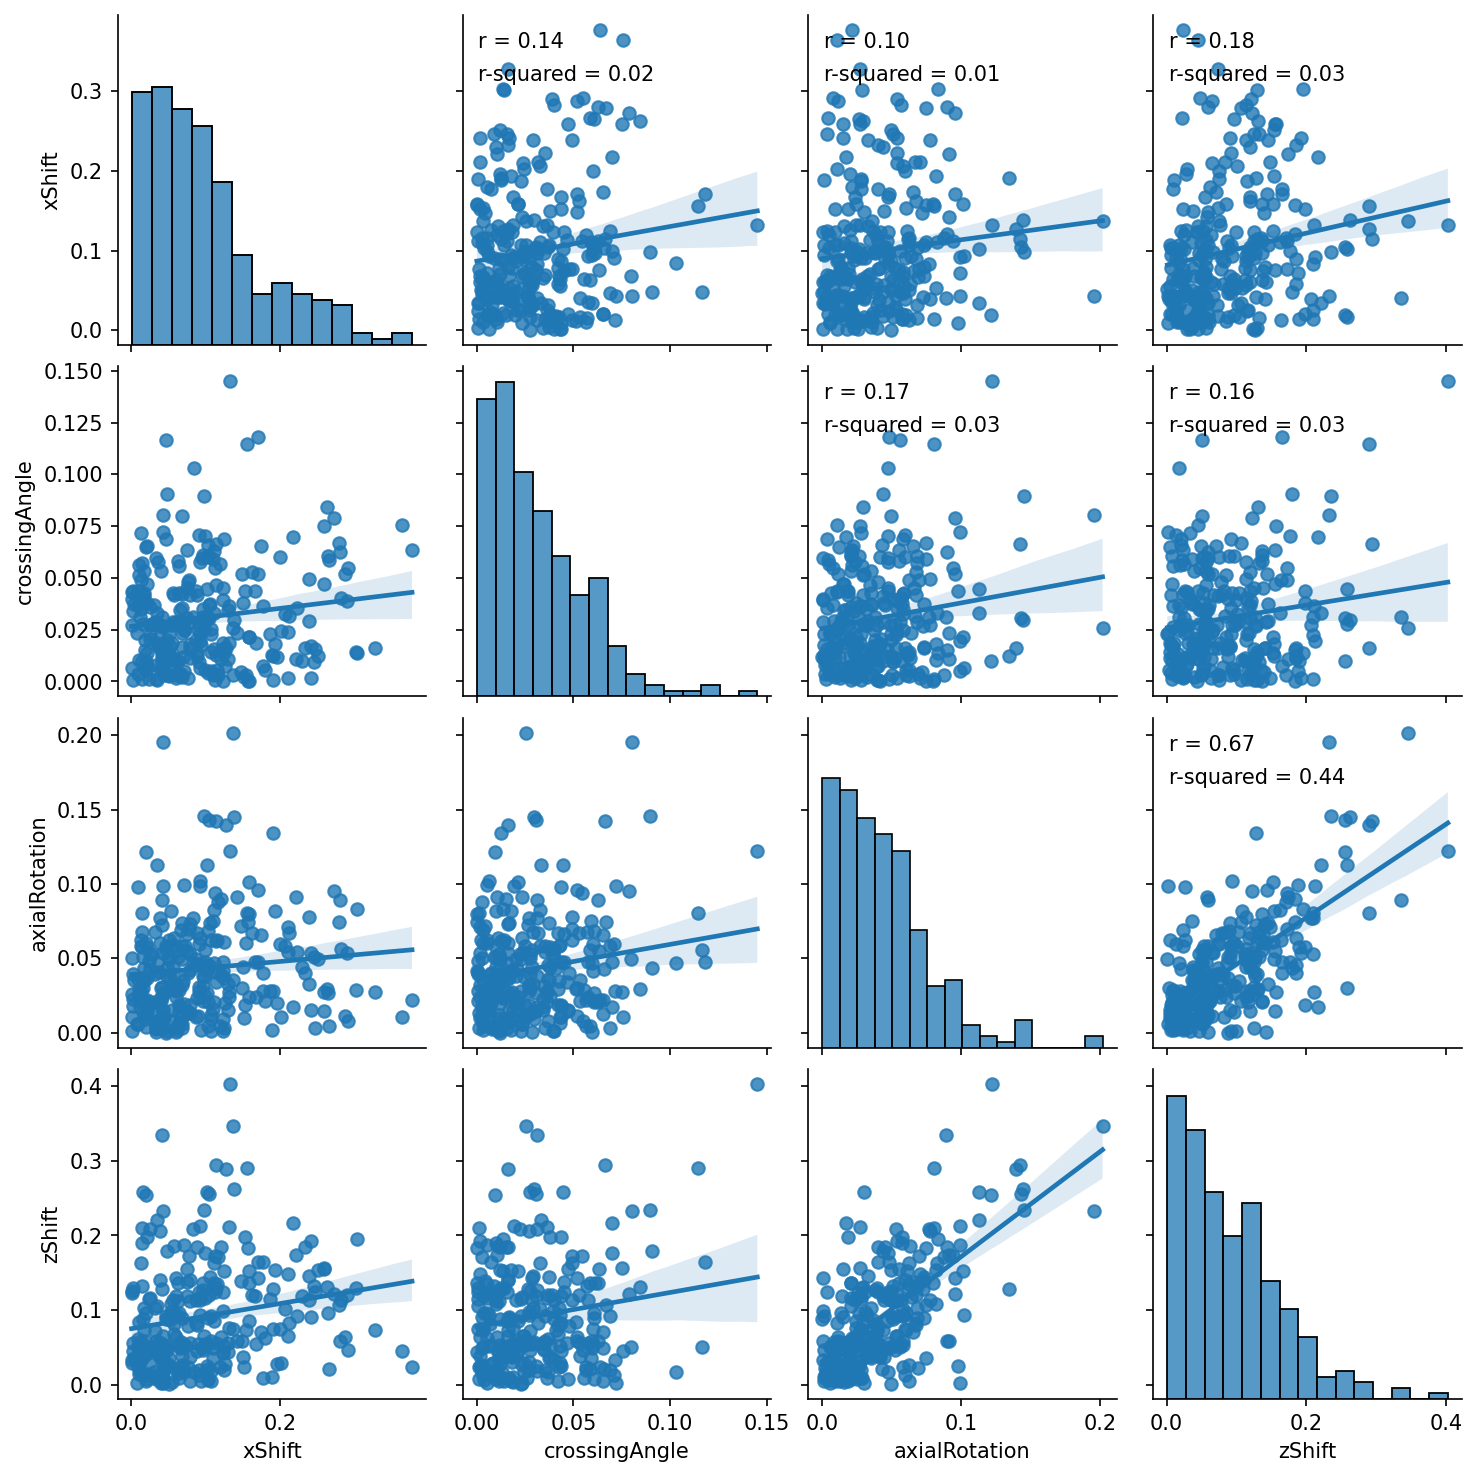 r = 0.14
r-squared = 0.02
r = 0.10
r-squared = 0.01
r = 0.18
r-squared = 0.03
0.3
0.2
0.1
0.0
xShift
r = 0.17
r-squared = 0.03
r = 0.16
r-squared = 0.03
0.150
0.125
0.100
0.075
0.050
0.025
0.000
crossingAngle
r = 0.67
r-squared = 0.44
0.20
0.15
0.10
0.05
0.00
axialRotation
0.4
0.3
0.2
0.1
0.0
zShift
0.0 0.2
xShift
0.00 0.05 0.10 0.15
crossingAngle
0.0 0.1 0.2
axialRotation
0.0 0.2 0.4
zShift